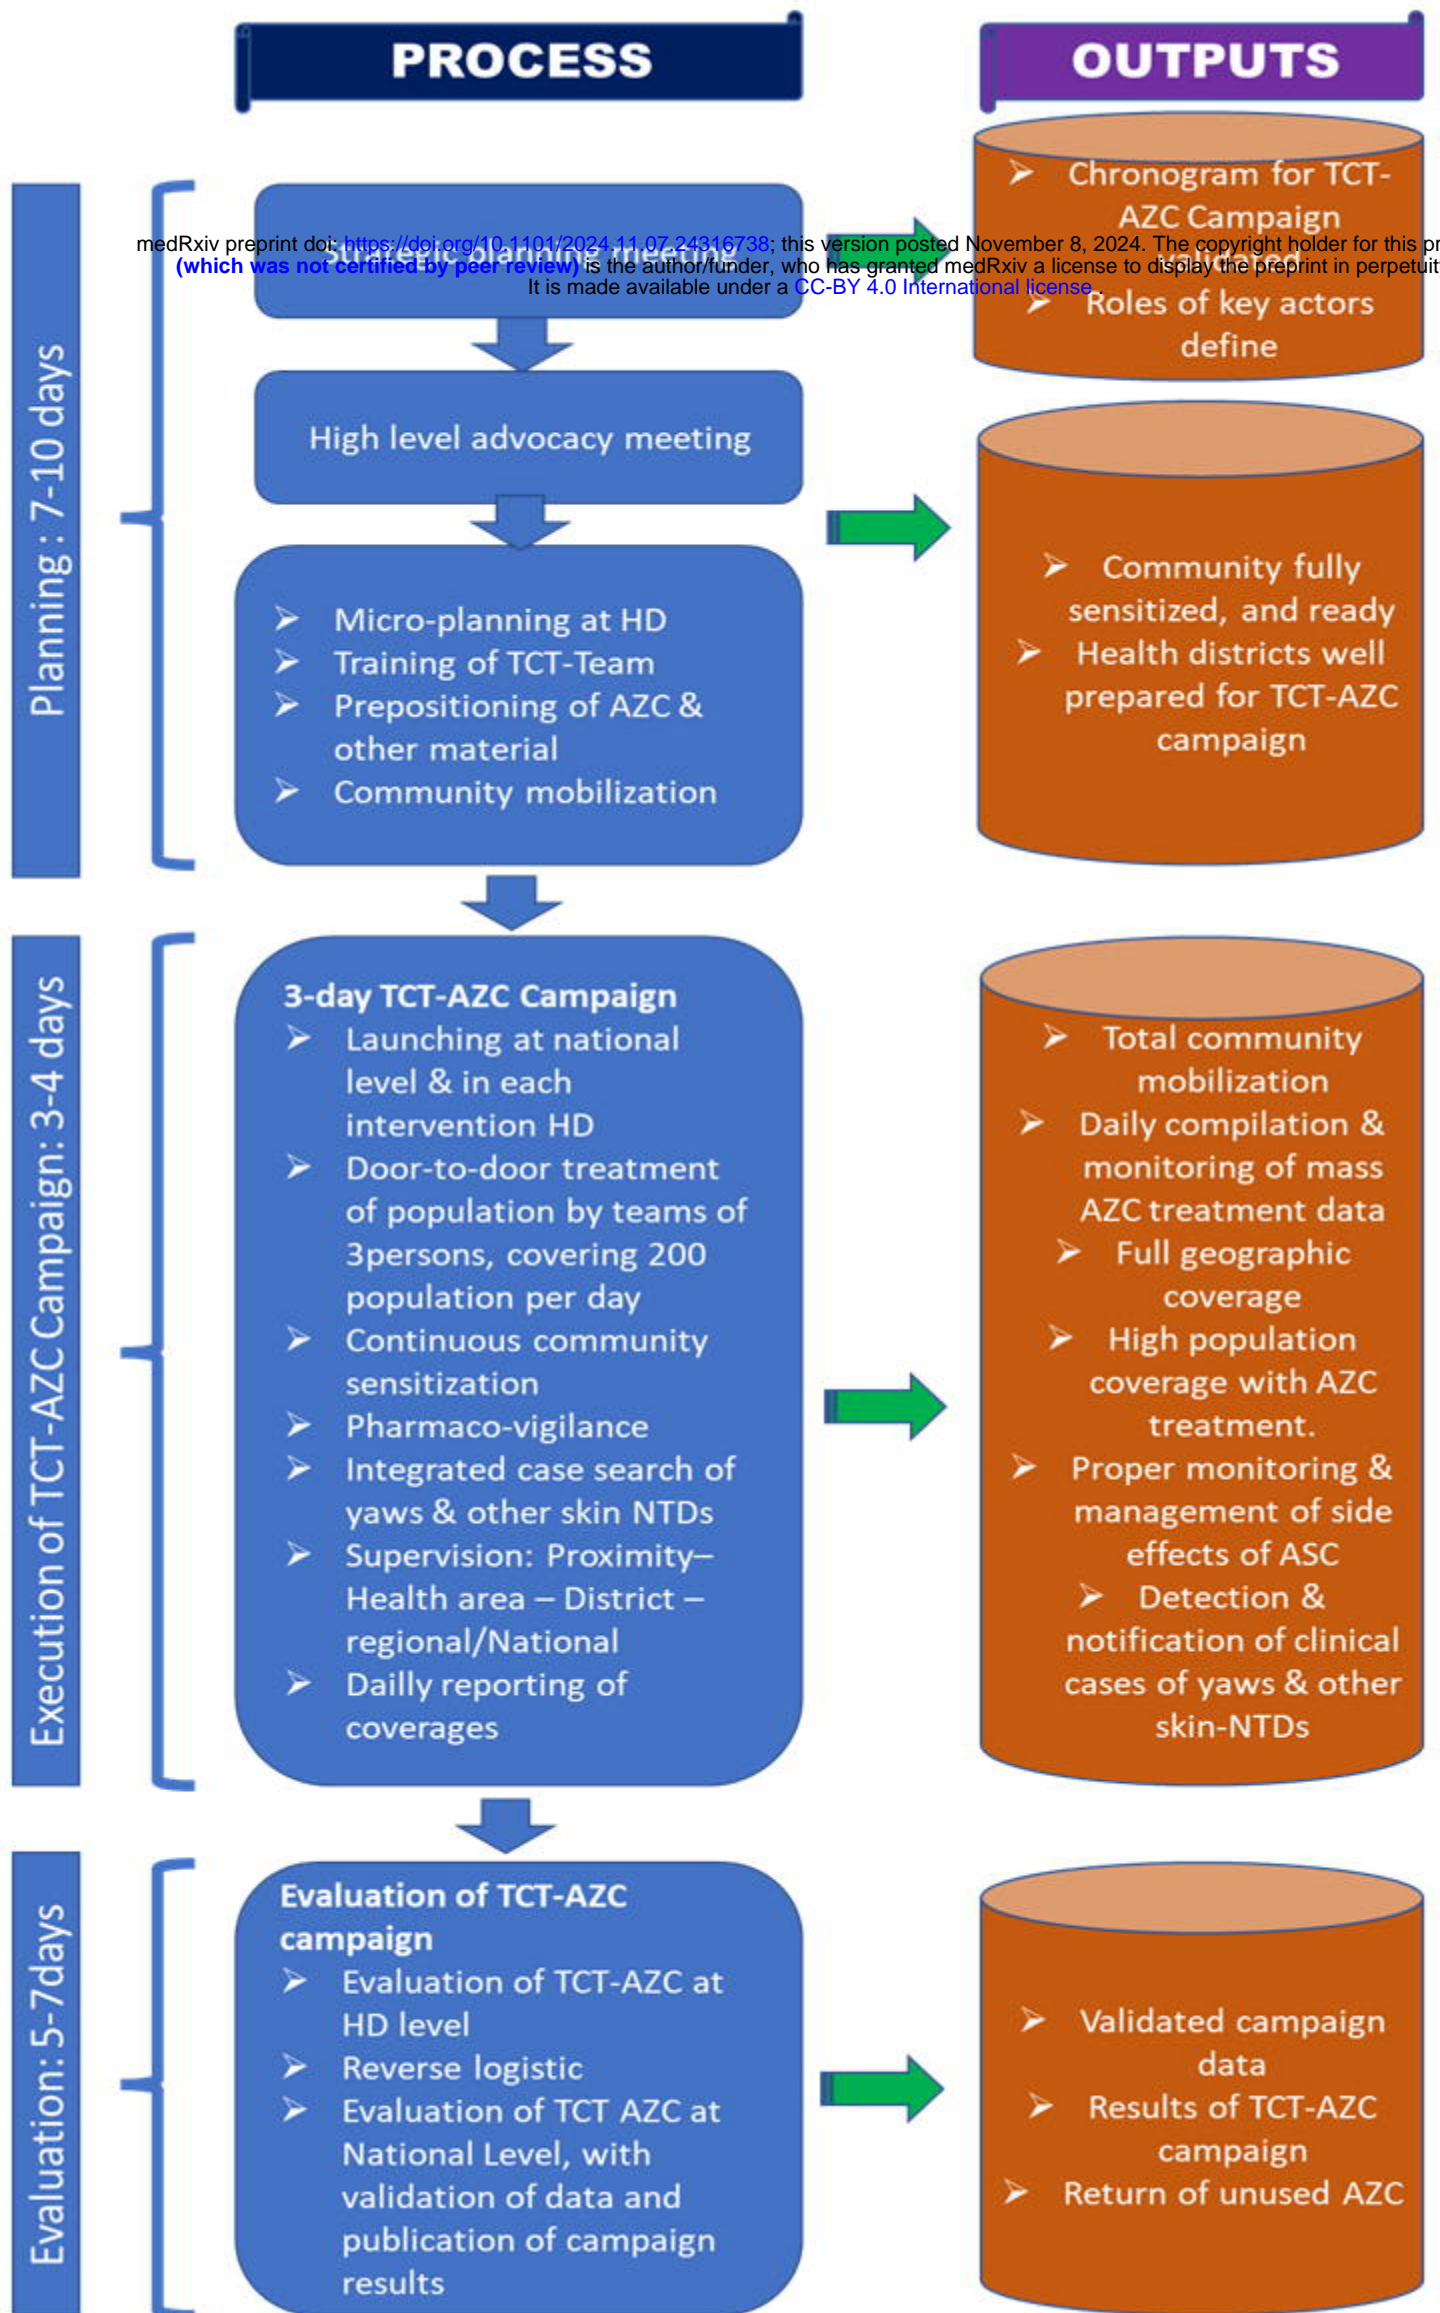 PROCESS
OUTPUTS
Planning : 7-10 days
Strategic planning meeting
➢ Chronogram for TCT-
AZC Campaign
validated
➢ Roles of key actors
define
medRxiv preprint doi: https://doi.org/10.1101/2024.11.07.24316738; this version posted November 8, 2024. The copyright holder for this
(which was not certified by peer review) is the author/funder, who has granted medRxiv a license to display the preprint in
It is made available under a CC-BY 4.0 International license .
High level advocacy meeting
➢ Micro-planning at HD
➢ Training of TCT-Team
➢ Prepositioning of AZC &
other material
➢ Community mobilization
➢ Community fully
sensitized, and ready
➢ Health districts well
prepared for TCT-AZC
campaign
Execution of TCT-AZC Campaign: 3-4 days
3-day TCT-AZC Campaign
➢ Launching at national
level & in each
intervention HD
➢ Door-to-door treatment
of population by teams of
3persons, covering 200
population per day
➢ Continuous community
sensitization
➢ Pharmaco-vigilance
➢ Integrated case search of
yaws & other skin NTDs
➢ Supervision: Proximity–
Health area – District –
regional/National
➢ Dailly reporting of
coverages
➢ Total community
mobilization
➢ Daily compilation &
monitoring of mass
AZC treatment data
➢ Full geographic
coverage
➢ High population
coverage with AZC
treatment.
➢ Proper monitoring &
management of side
effects of ASC
➢ Detection &
notification of clinical
cases of yaws & other
skin-NTDs
Evaluation: 5-7days
Evaluation of TCT-AZC
campaign
➢ Evaluation of TCT-AZC at
HD level
➢ Reverse logistic
➢ Evaluation of TCT AZC at
National Level, with
validation of data and
publication of campaign
results
➢ Validated campaign
data
➢ Results of TCT-AZC
campaign
➢ Return of unused AZC